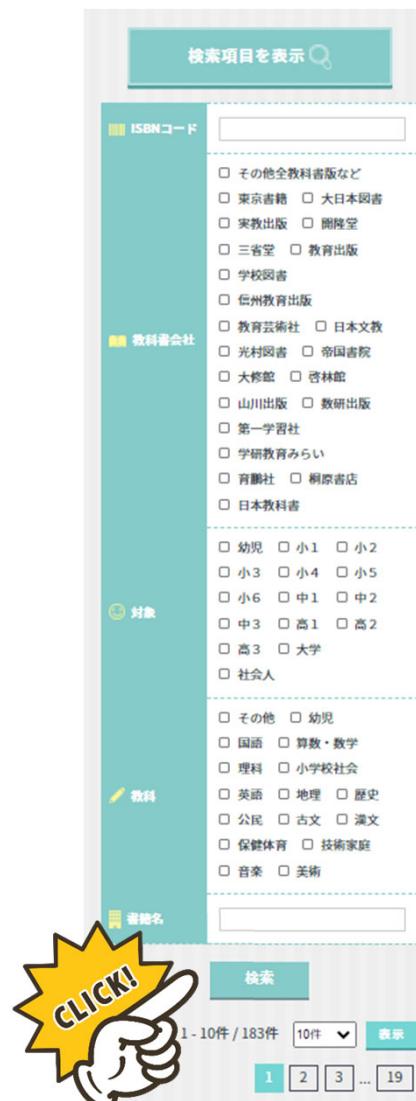 検索項目を表示
ISBNコード
その他全教科書版など
東京書籍 大日本図書
実教出版 開隆堂
三省堂 教育出版
学校図書
信州教育出版
教科書会社
教育芸術社 日本文教
光村図書 帝国書院
大修館 啓林館
山川出版 数研出版
第一学習社
学研教育みらい
育鵬社 桐原書店
日本教科書
幼児 小1 小2
小3 小4 小5
対象
小6 中1 中2
中3 高1 高2
高3 大学
社会人
その他 幼児
国語 算数・数学
理科 小学校社会
教科
英語 地理 歴史
公民 古文 漢文
保健体育 技術家庭
音楽 美術
書籍名
検索
CLICK!
1 - 10件 / 183件 10件 表示
1 2 3 ... 19